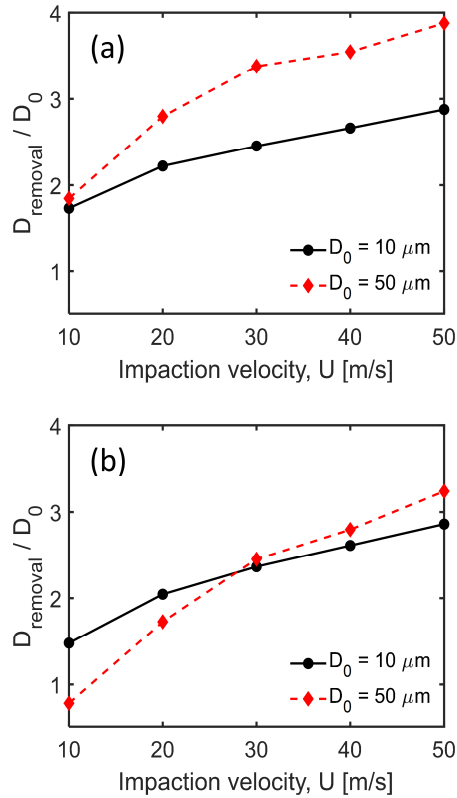 (a)
D_removal / D_0
4
3
2
1
D_0 = 10 μm
D_0 = 50 μm
10 20 30 40 50
Impaction velocity, U [m/s]
(b)
D_removal / D_0
4
3
2
1
D_0 = 10 μm
D_0 = 50 μm
10 20 30 40 50
Impaction velocity, U [m/s]